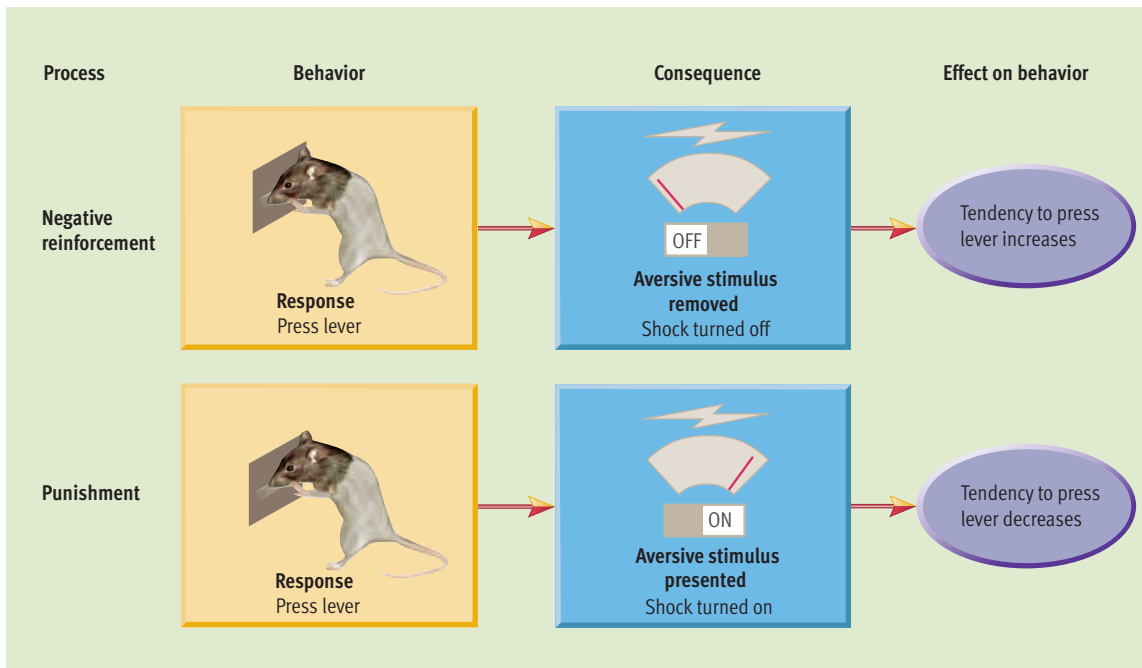 Process
Behavior
Consequence
Effect on behavior
Negative
reinforcement
Response
Press lever
OFF
Aversive stimulus
removed
Shock turned off
Tendency to press
lever increases
Punishment
Response
Press lever
ON
Aversive stimulus
presented
Shock turned on
Tendency to press
lever decreases